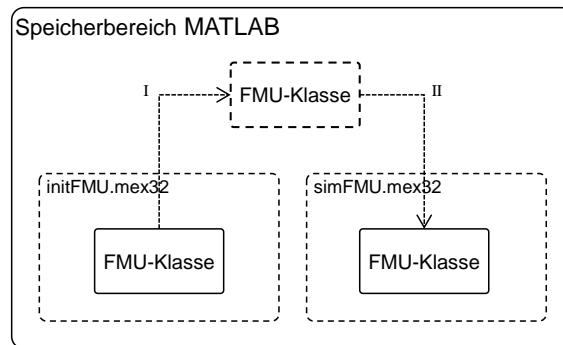 Speicherbereich MATLAB
I
FMU-Klasse
II
initFMU.mex32
simFMU.mex32
FMU-Klasse
FMU-Klasse